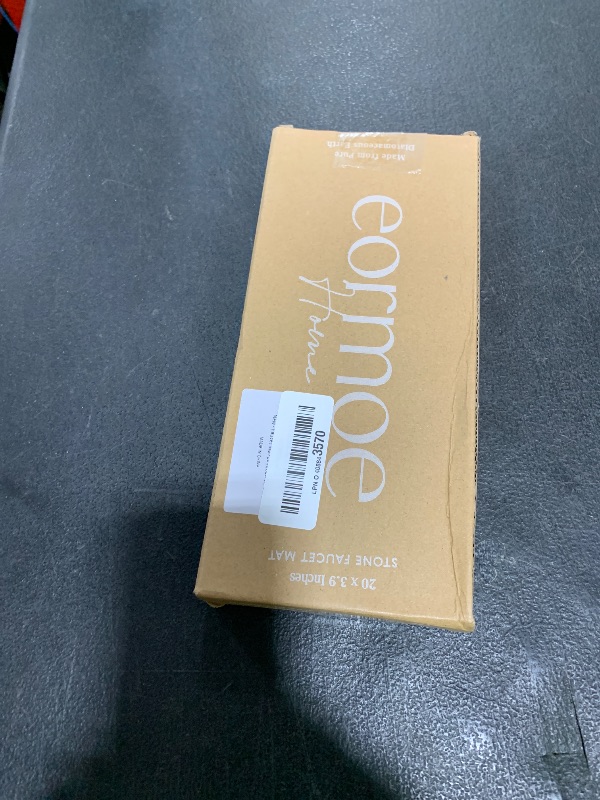 Made from Pure
Diatomaceous Earth
eormoe
Home
3570
STONE FAUCET MAT
20 x 3.9 inches